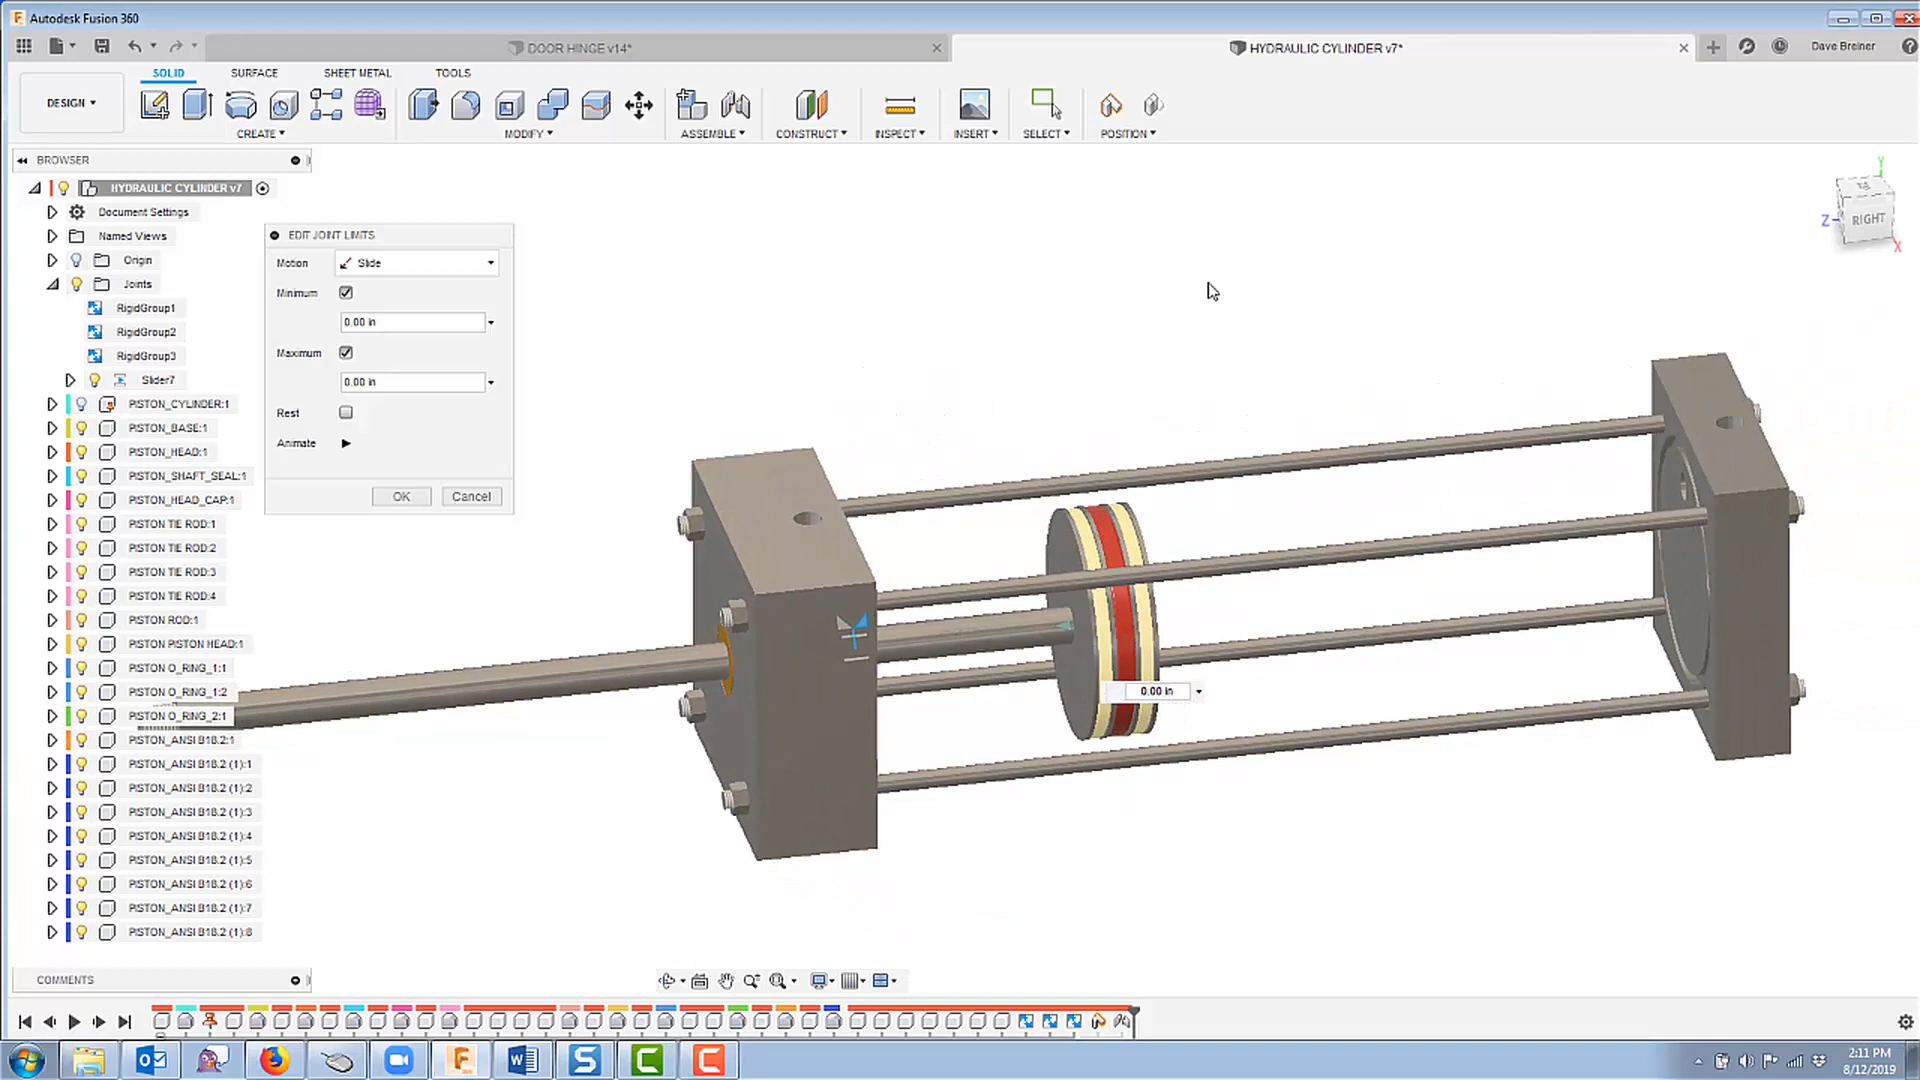 Autodesk Fusion 360
DOOR HINGE v14*
HYDRAULIC CYLINDER v7*
Dave Breiner
DESIGN
SOLID SURFACE SHEET METAL TOOLS
CREATE MODIFY ASSEMBLE CONSTRUCT INSPECT INSERT SELECT POSITION
BROWSER
HYDRAULIC CYLINDER v7
Document Settings
Named Views
Origin
Joints
RigidGroup1
RigidGroup2
RigidGroup3
Slider7
PISTON_CYLINDER:1
PISTON_BASE:1
PISTON_HEAD:1
PISTON_SHAFT_SEAL:1
PISTON_HEAD_CAP:1
PISTON TIE ROD:1
PISTON TIE ROD:2
PISTON TIE ROD:3
PISTON TIE ROD:4
PISTON ROD:1
PISTON PISTON HEAD:1
PISTON O_RING_1:1
PISTON O_RING_1:2
PISTON O_RING_2:1
PISTON_ANSI B18.2:1
PISTON_ANSI B18.2 (1):1
PISTON_ANSI B18.2 (1):2
PISTON_ANSI B18.2 (1):3
PISTON_ANSI B18.2 (1):4
PISTON_ANSI B18.2 (1):5
PISTON_ANSI B18.2 (1):6
PISTON_ANSI B18.2 (1):7
PISTON_ANSI B18.2 (1):8
EDIT JOINT LIMITS
Motion Slide
Minimum
0.00 in
Maximum
0.00 in
Rest
Animate
OK Cancel
0.00 in
Y
Z
RIGHT
X
COMMENTS
2:11 PM
8/12/2019